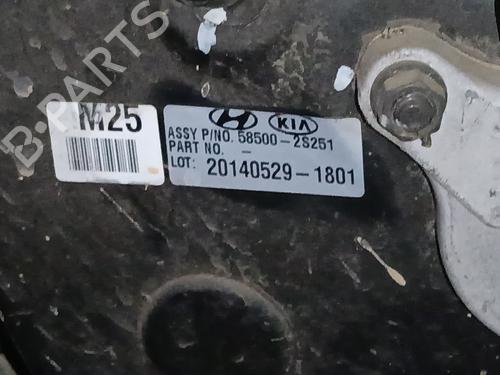 B-PARTS
M25
KIA
ASSY P/NO. 58500-2S251
PART NO. -
LOT: 20140529-1801